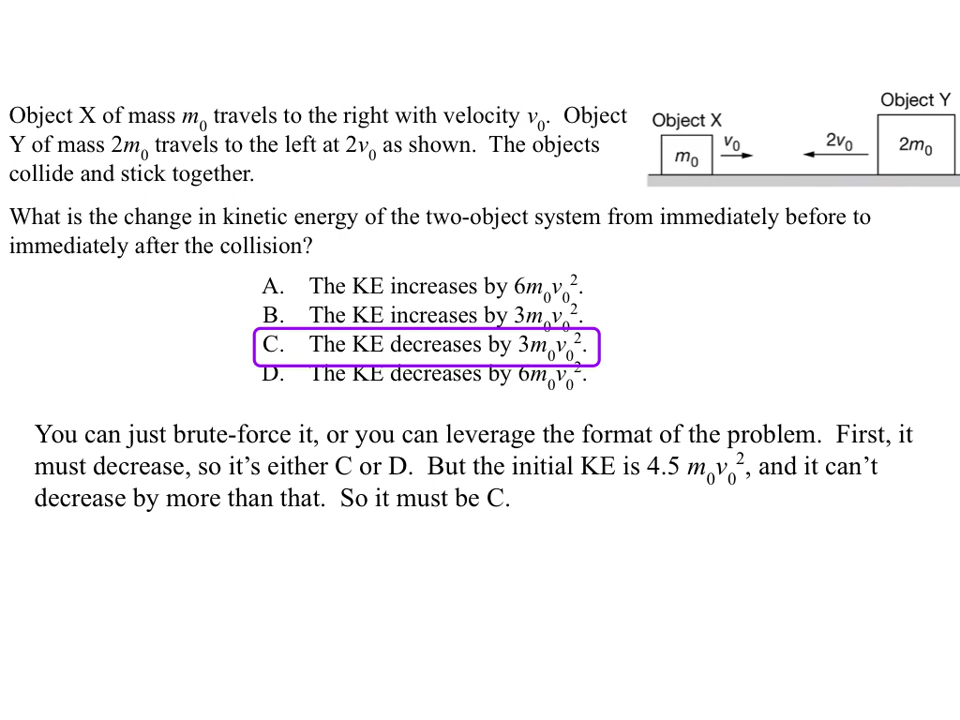 Object X of mass m₀ travels to the right with velocity v₀. Object
Y of mass 2m₀ travels to the left at 2v₀ as shown. The objects
collide and stick together.
Object X
m₀
v₀
2v₀
Object Y
2m₀
What is the change in kinetic energy of the two-object system from immediately before to
immediately after the collision?
A. The KE increases by 6m₀v₀².
B. The KE increases by 3m₀v₀².
C. The KE decreases by 3m₀v₀².
D. The KE decreases by 6m₀v₀².
You can just brute-force it, or you can leverage the format of the problem. First, it
must decrease, so it’s either C or D. But the initial KE is 4.5 m₀v₀², and it can’t
decrease by more than that. So it must be C.